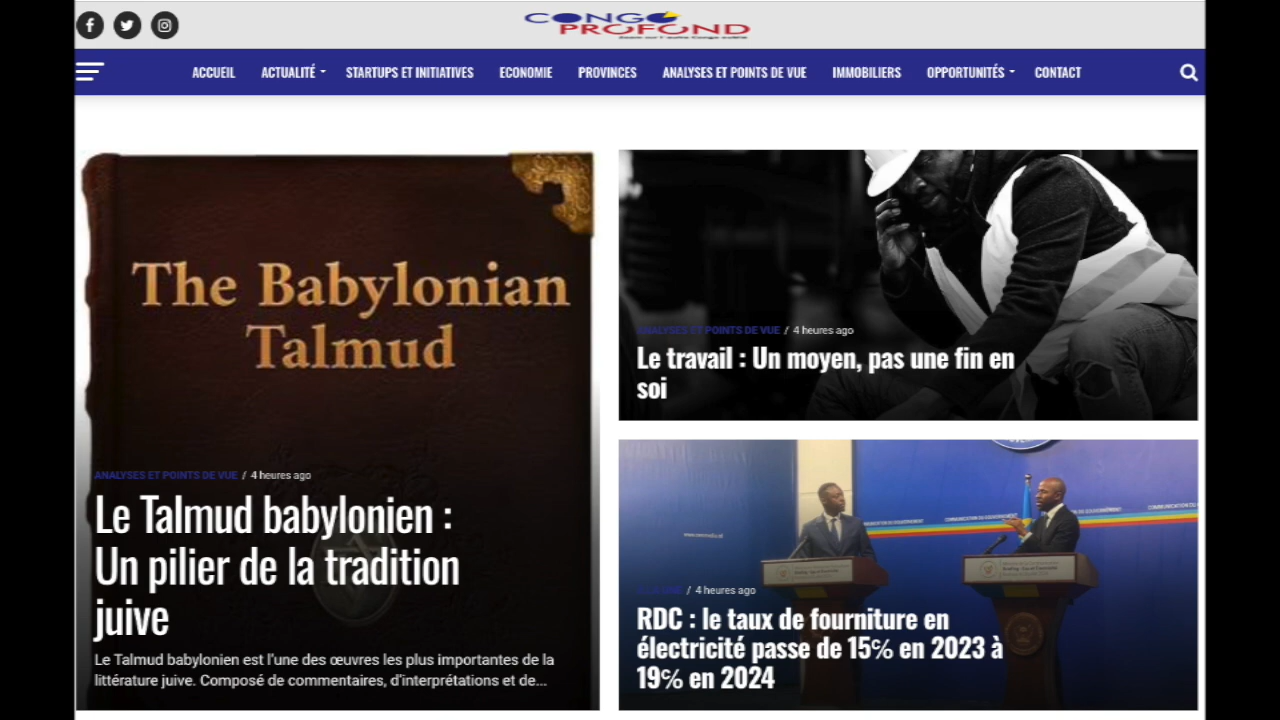 CONGO
PROFOND
ACCUEIL ACTUALITÉ STARTUPS ET INITIATIVES ECONOMIE PROVINCES ANALYSES ET POINTS DE VUE IMMOBILIERS OPPORTUNITÉS CONTACT
The Babylonian
Talmud
ANALYSES ET POINTS DE VUE / 4 heures ago
Le Talmud babylonien :
Un pilier de la tradition
juive
Le Talmud babylonien est l'une des œuvres les plus importantes de la
littérature juive. Composé de commentaires, d'interprétations et de...
ANALYSES ET POINTS DE VUE / 4 heures ago
Le travail : Un moyen, pas une fin en
soi
/ 4 heures ago
RDC : le taux de fourniture en
électricité passe de 15℅ en 2023 à
19℅ en 2024